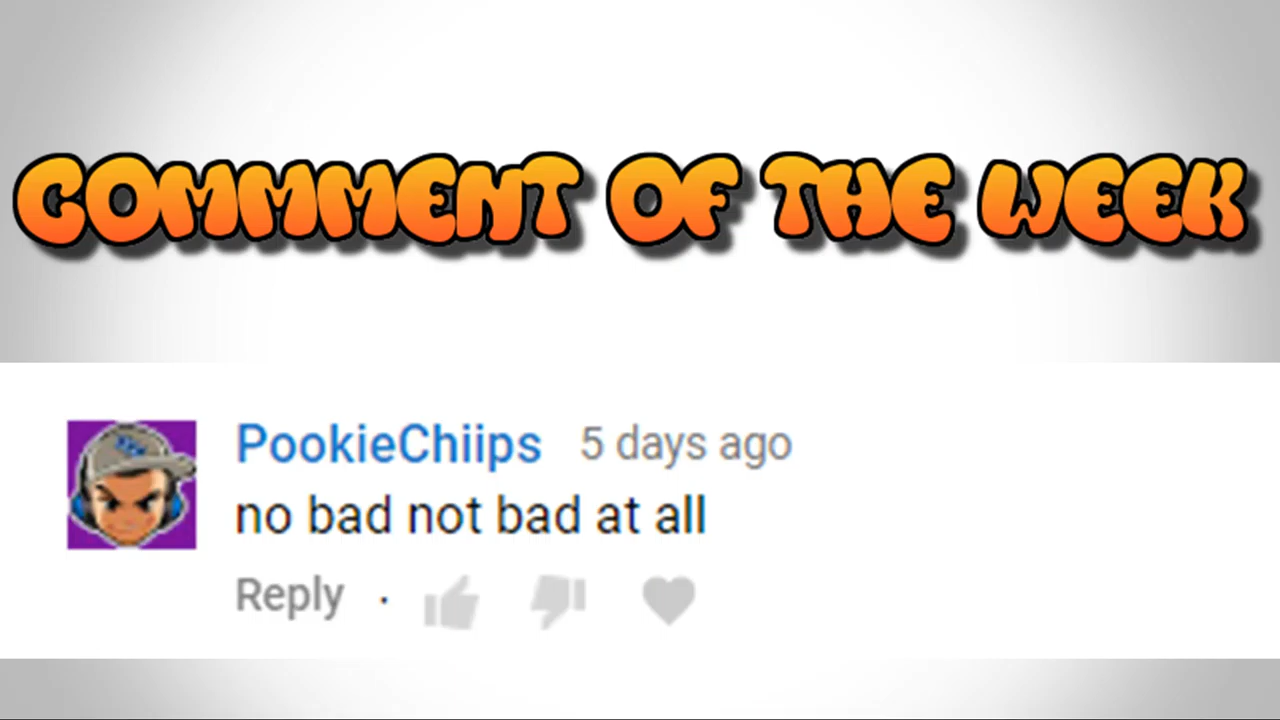 COMMMENT OF THE WEEK
PookieChiips 5 days ago
no bad not bad at all
Reply ·